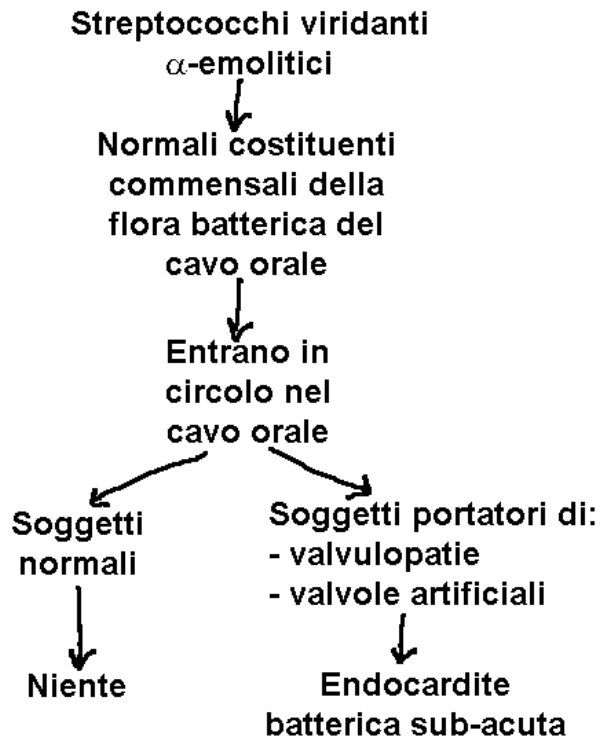 Streptococchi viridanti
α-emolitici
Normali costituenti
commensali della
flora batterica del
cavo orale
Entrano in
circolo nel
cavo orale
Soggetti
normali
Niente
Soggetti portatori di:
- valvulopatie
- valvole artificiali
Endocardite
batterica sub-acuta